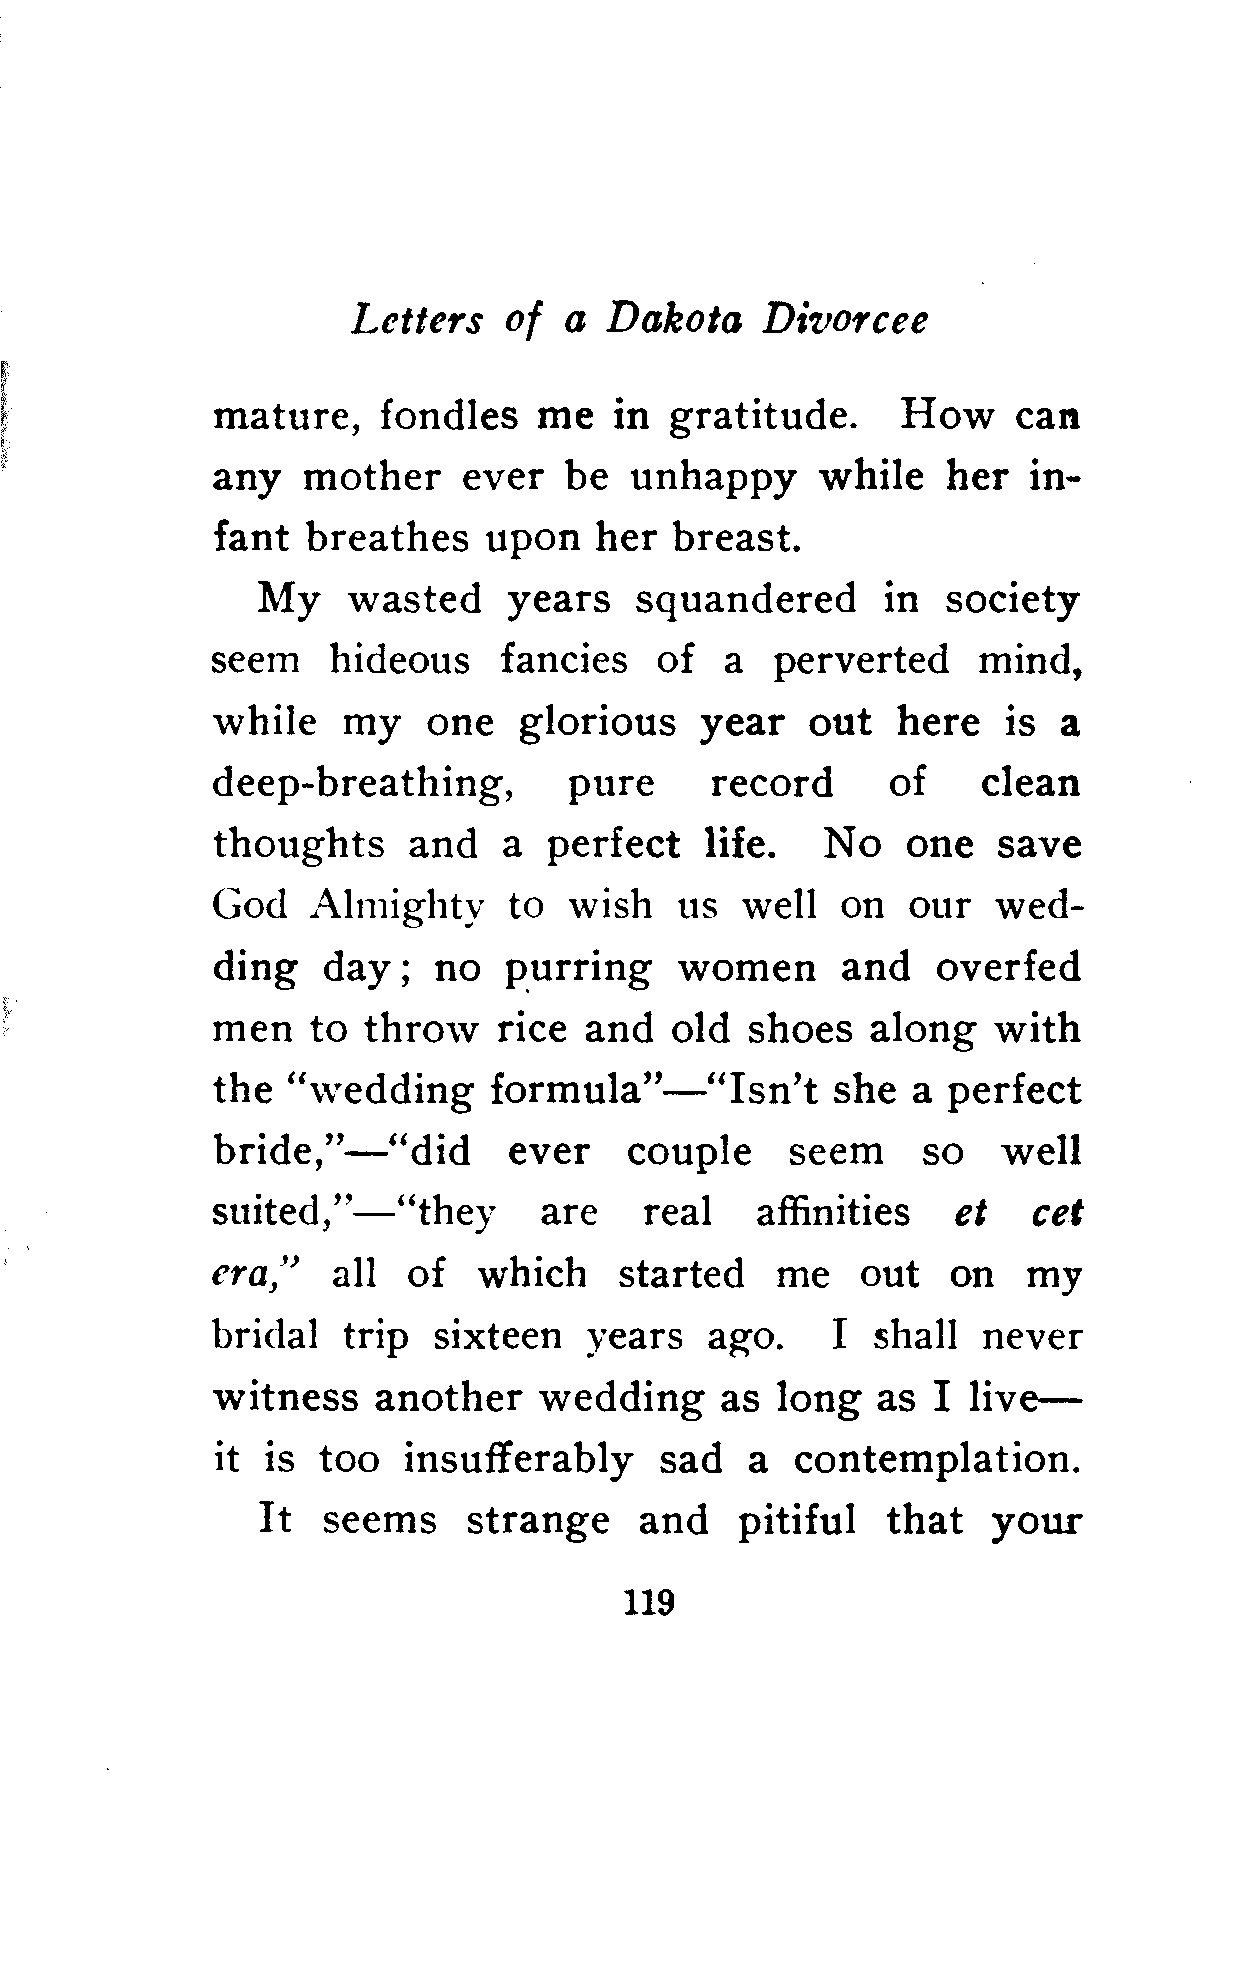 Letters of a Dakota Divorcee
mature, fondles me in gratitude. How can
any mother ever be unhappy while her in-
fant breathes upon her breast.
My wasted years squandered in society
seem hideous fancies of a perverted mind,
while my one glorious year out here is a
deep-breathing, pure record of clean
thoughts and a perfect life. No one save
God Almighty to wish us well on our wed-
ding day; no purring women and overfed
men to throw rice and old shoes along with
the “wedding formula”—“Isn’t she a perfect
bride,”—“did ever couple seem so well
suited,”—“they are real affinities et cet
era,” all of which started me out on my
bridal trip sixteen years ago. I shall never
witness another wedding as long as I live—
it is too insufferably sad a contemplation.
It seems strange and pitiful that your
119